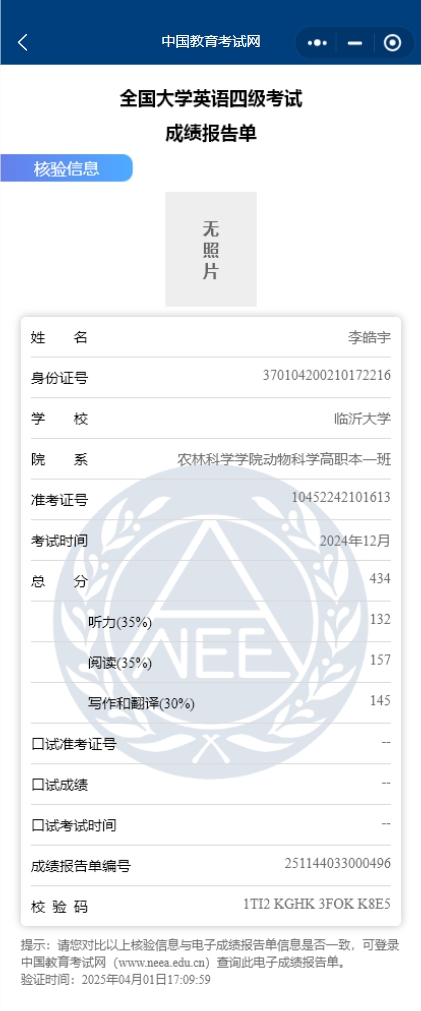 中国教育考试网
全国大学英语四级考试
成绩报告单
核验信息
无
照
片
姓 名 李皓宇
身份证号 370104200210172216
学 校 临沂大学
院 系 农林科学学院动物科学高职本一班
准考证号 10452242101613
考试时间 2024年12月
总 分 434
听力(35%) 132
阅读(35%) 157
写作和翻译(30%) 145
口试准考证号 --
口试成绩 --
口试考试时间 --
成绩报告单编号 251144033000496
校 验 码 1TI2 KGHK 3FOK K8E5
NEE
提示：请您对比以上核验信息与电子成绩报告单信息是否一致，可登录
中国教育考试网（www.neea.edu.cn）查询此电子成绩报告单。
验证时间：2025年04月01日17:09:59